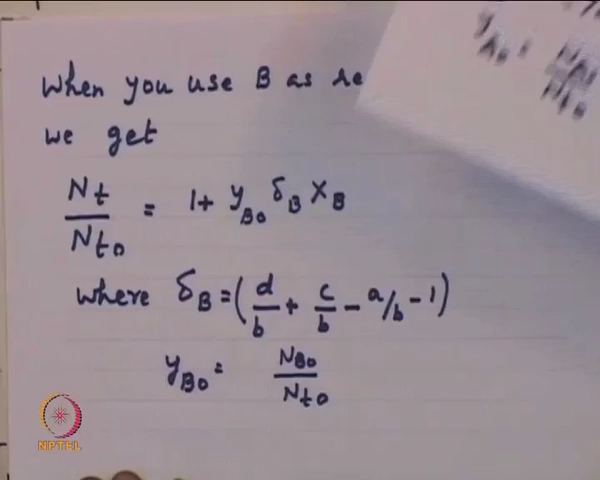 When you use B as
we get
Nt/Nt0 = 1 + yB0 δB XB
where δB = (d/b + c/b - a/b - 1)
yB0 = NB0/Nt0
NPTEL